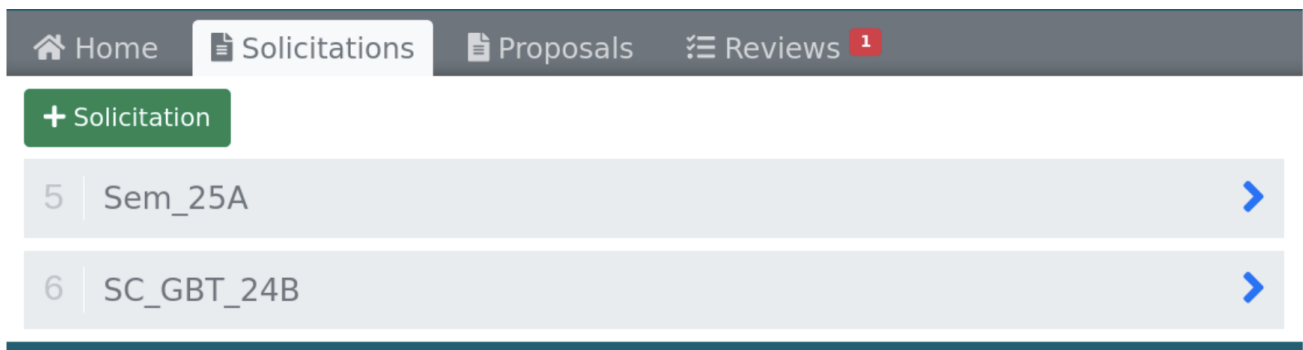 Home Solicitations Proposals Reviews 1
+ Solicitation
5 Sem_25A
6 SC_GBT_24B